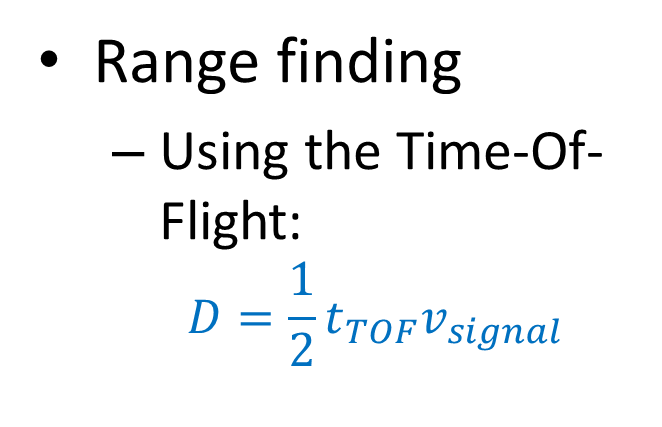 • Range finding
– Using the Time-Of-
Flight:
D = 1/2 t_TOF v_signal